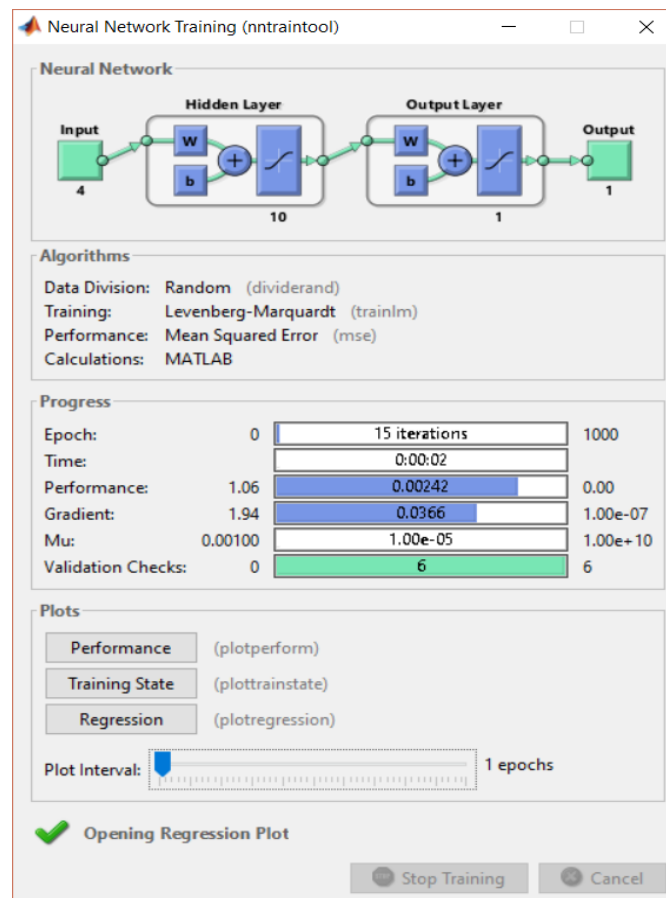 Neural Network Training (nntraintool)
Neural Network
Hidden Layer Output Layer
Input Output
W W
+ +
b b
4 10 1 1
Algorithms
Data Division: Random (dividerand)
Training: Levenberg-Marquardt (trainlm)
Performance: Mean Squared Error (mse)
Calculations: MATLAB
Progress
Epoch: 0 15 iterations 1000
Time: 0:00:02
Performance: 1.06 0.00242 0.00
Gradient: 1.94 0.0366 1.00e-07
Mu: 0.00100 1.00e-05 1.00e+10
Validation Checks: 0 6 6
Plots
Performance (plotperform)
Training State (plottrainstate)
Regression (plotregression)
Plot Interval: 1 epochs
Opening Regression Plot
Stop Training Cancel